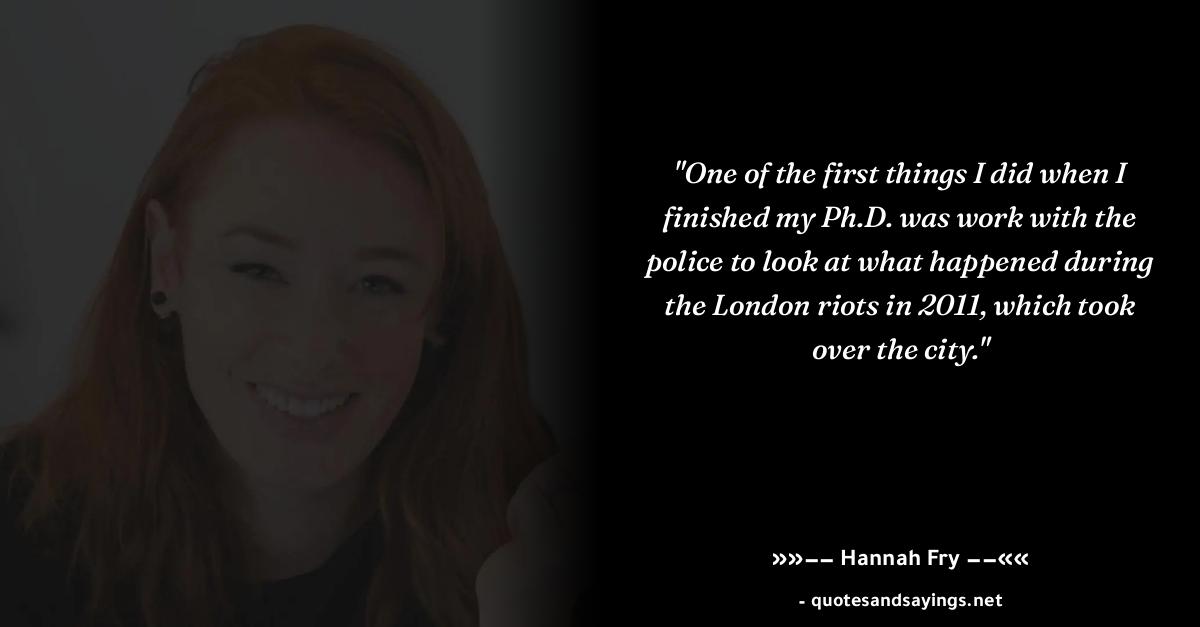 "One of the first things I did when I
finished my Ph.D. was work with the
police to look at what happened during
the London riots in 2011, which took
over the city."
»»−− Hannah Fry −−««
- quotesandsayings.net